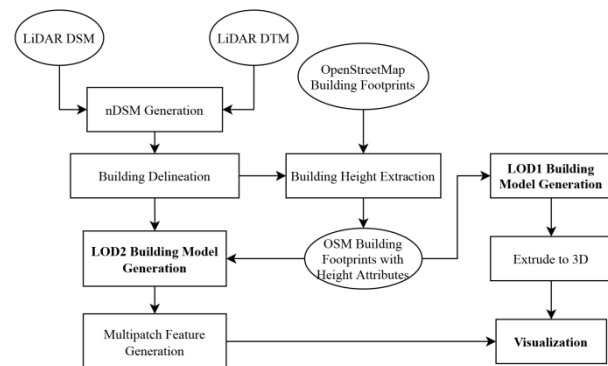 LiDAR DSM
LiDAR DTM
OpenStreetMap
Building Footprints
nDSM Generation
Building Delineation
Building Height Extraction
LOD1 Building
Model Generation
LOD2 Building Model
Generation
OSM Building
Footprints with
Height Attributes
Extrude to 3D
Multipatch Feature
Generation
Visualization